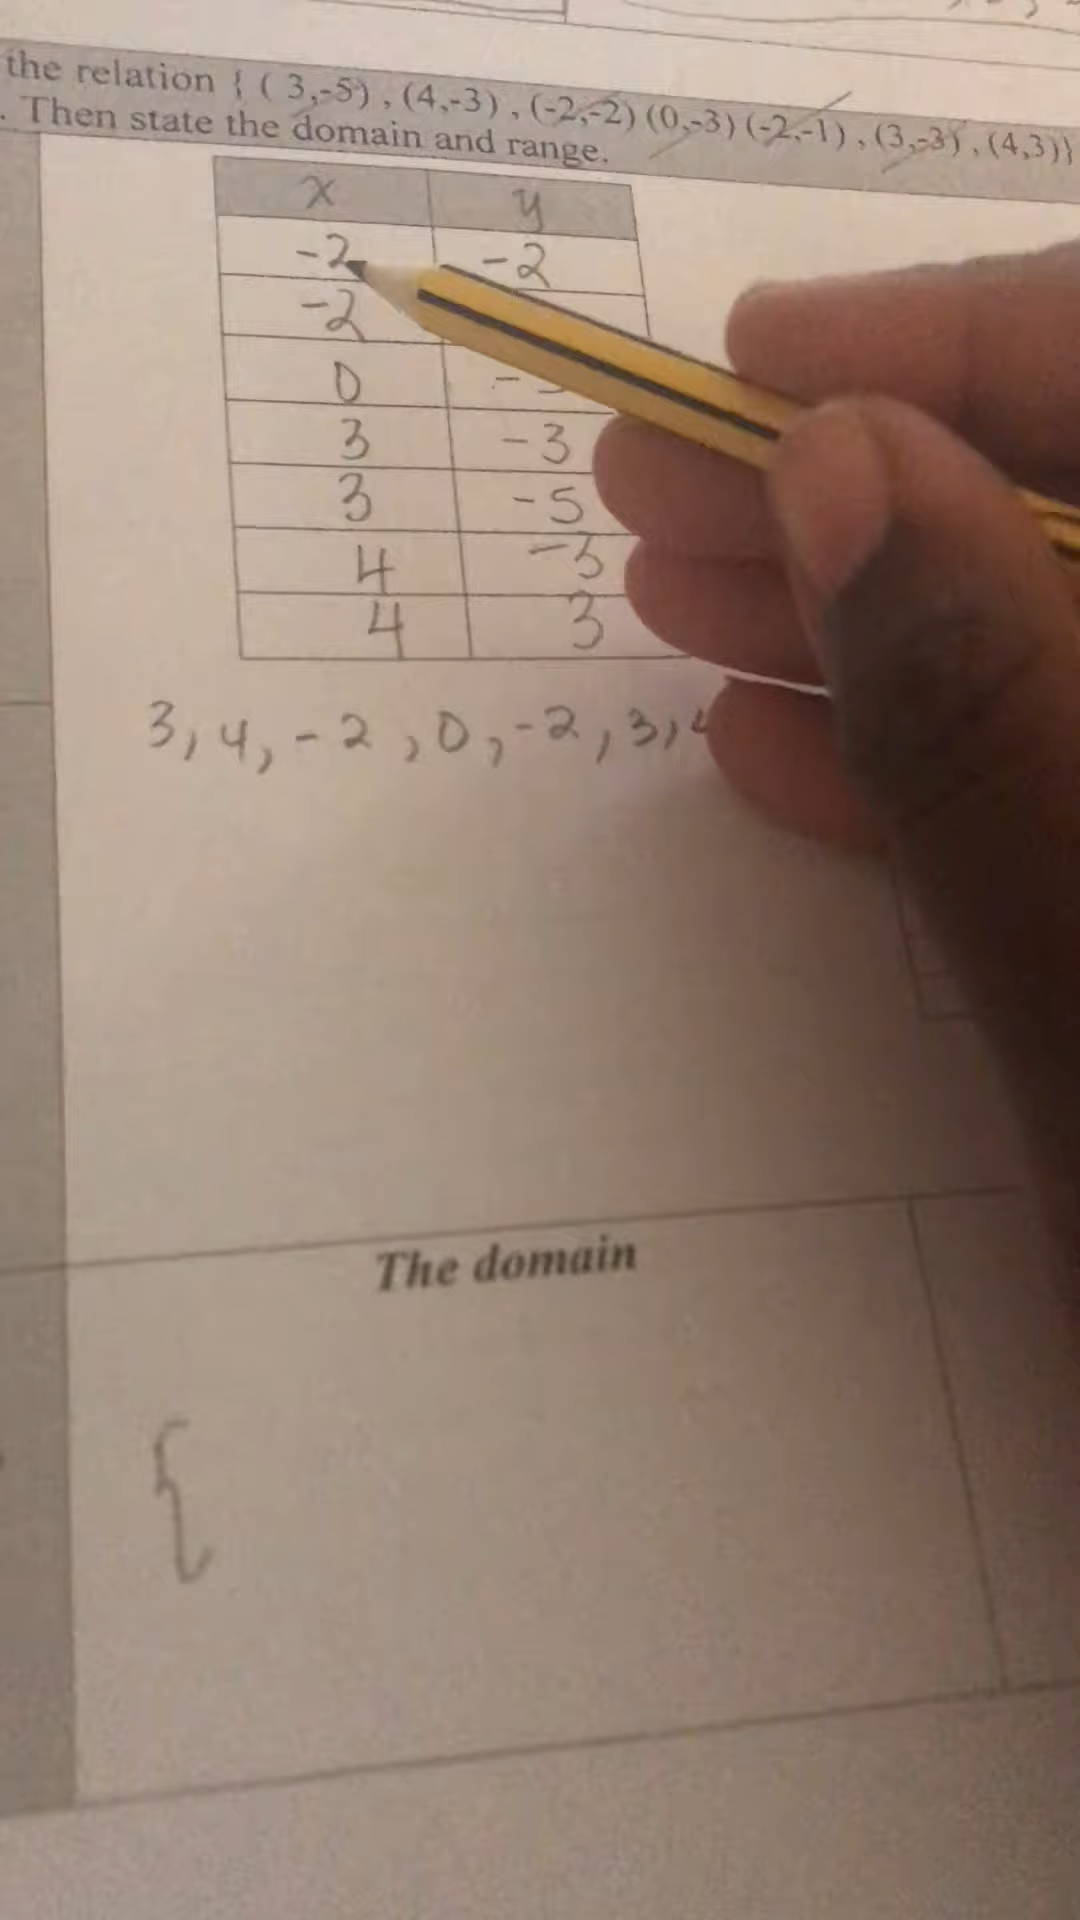 the relation { ( 3,-5) , (4,-3) , (-2,-2) (0,-3) (-2,-1) , (3,-3) , (4,3)}
. Then state the domain and range.
x y
-2 -2
-2
0
3 -3
3 -5
4 -3
4 3
3, 4, -2 , 0, -2 , 3,
The domain
{